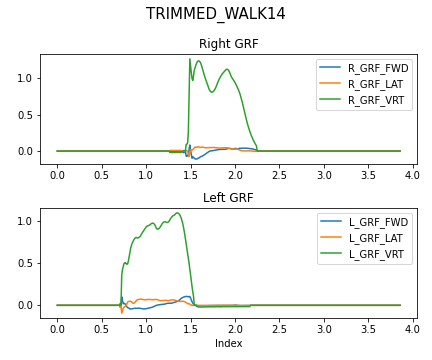 TRIMMED_WALK14
Right GRF
R_GRF_FWD
R_GRF_LAT
R_GRF_VRT
1.0
0.5
0.0
0.0 0.5 1.0 1.5 2.0 2.5 3.0 3.5 4.0
Left GRF
L_GRF_FWD
L_GRF_LAT
L_GRF_VRT
1.0
0.5
0.0
0.0 0.5 1.0 1.5 2.0 2.5 3.0 3.5 4.0
Index